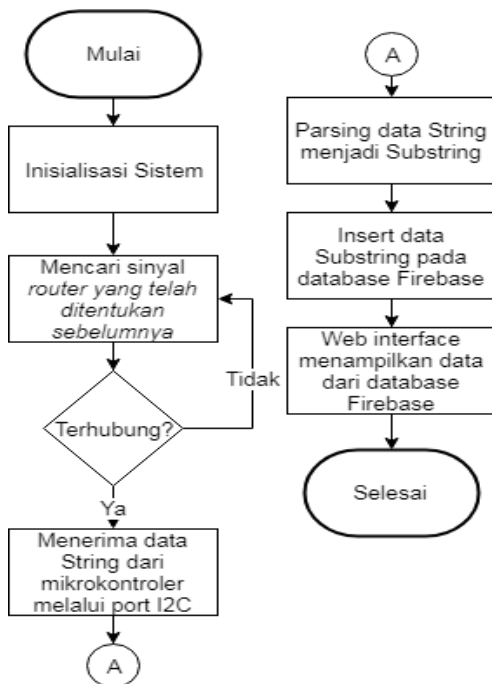 Mulai
Inisialisasi Sistem
Mencari sinyal
router yang telah
ditentukan
sebelumnya
Tidak
Terhubung?
Ya
Menerima data
String dari
mikrokontroler
melalui port I2C
A
A
Parsing data String
menjadi Substring
Insert data
Substring pada
database Firebase
Web interface
menampilkan data
dari database
Firebase
Selesai